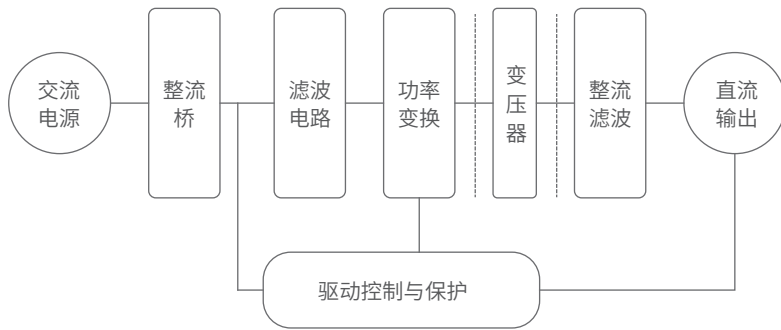 交流
电源
整流
桥
滤波
电路
功率
变换
变
压
器
整流
滤波
直流
输出
驱动控制与保护